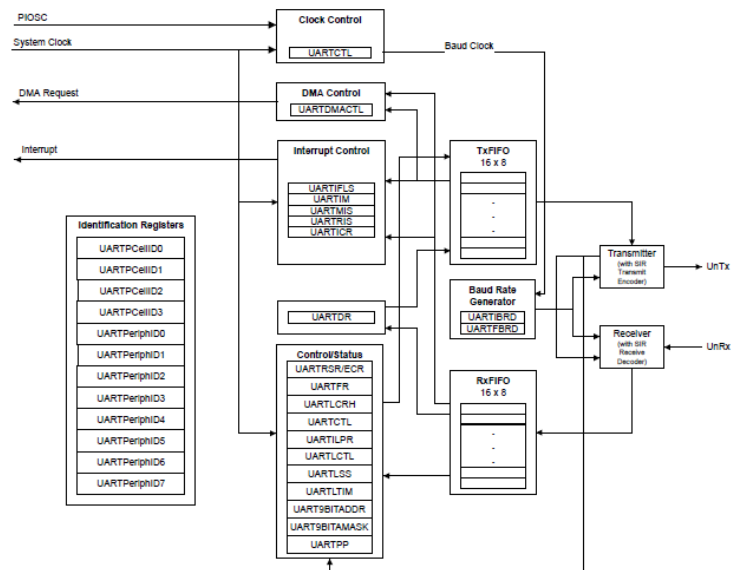 PIOSC
System Clock
DMA Request
Interrupt
Clock Control
UARTCTL
Baud Clock
DMA Control
UARTDMACTL
Interrupt Control
UARTIFLS
UARTIM
UARTMIS
UARTRIS
UARTICR
TxFIFO
16 x 8
Identification Registers
UARTPCellID0
UARTPCellID1
UARTPCellID2
UARTPCellID3
UARTPeriphID0
UARTPeriphID1
UARTPeriphID2
UARTPeriphID3
UARTPeriphID4
UARTPeriphID5
UARTPeriphID6
UARTPeriphID7
UARTDR
Baud Rate
Generator
UARTIBRD
UARTFBRD
Transmitter
(with SIR
Transmit
Encoder)
UnTx
Receiver
(with SIR
Receive
Decoder)
UnRx
Control/Status
UARTRSR/ECR
UARTFR
UARTLCRH
UARTCTL
UARTILPR
UARTLCTL
UARTLSS
UARTLTIM
UART9BITADDR
UART9BITAMASK
UARTPP
RxFIFO
16 x 8